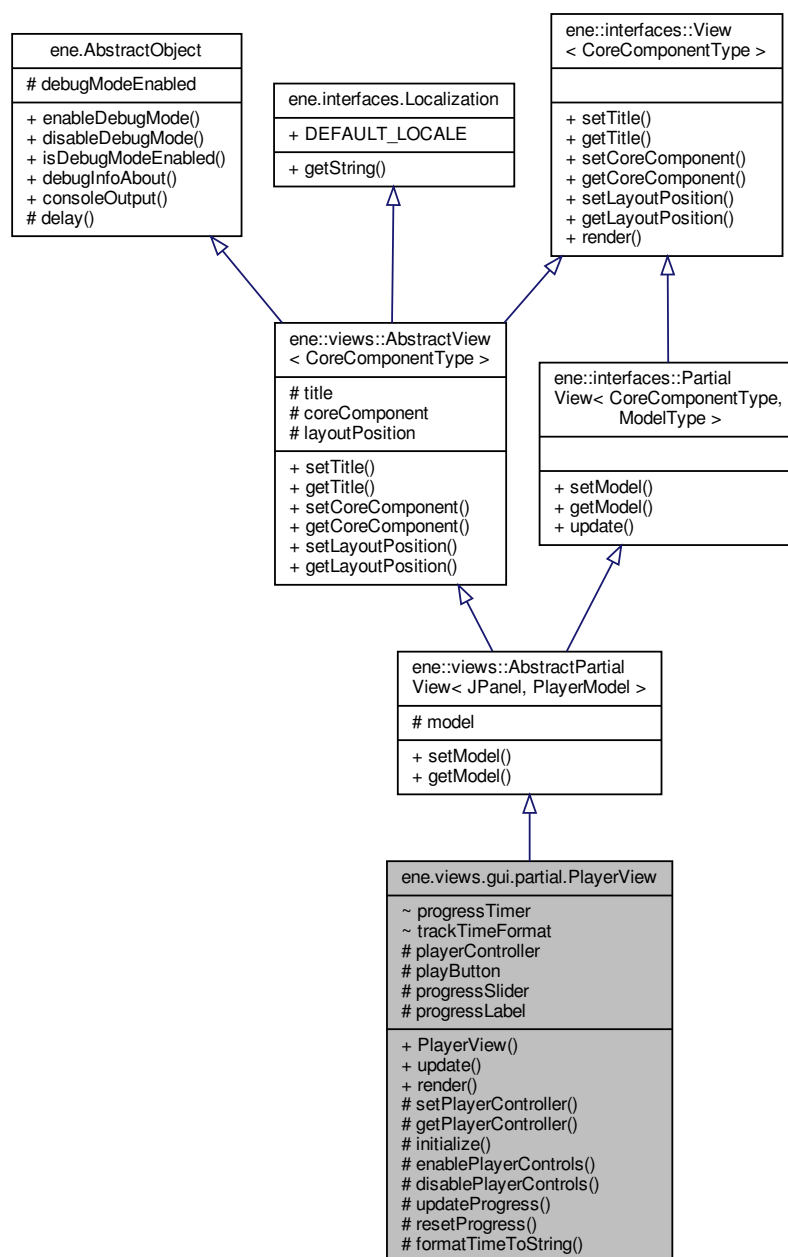 ene.AbstractObject
# debugModeEnabled
+ enableDebugMode()
+ disableDebugMode()
+ isDebugModeEnabled()
+ debugInfoAbout()
+ consoleOutput()
# delay()
ene.interfaces.Localization
+ DEFAULT_LOCALE
+ getString()
ene::interfaces::View
< CoreComponentType >
+ setTitle()
+ getTitle()
+ setCoreComponent()
+ getCoreComponent()
+ setLayoutPosition()
+ getLayoutPosition()
+ render()
ene::views::AbstractView
< CoreComponentType >
# title
# coreComponent
# layoutPosition
+ setTitle()
+ getTitle()
+ setCoreComponent()
+ getCoreComponent()
+ setLayoutPosition()
+ getLayoutPosition()
ene::interfaces::Partial
View< CoreComponentType,
ModelType >
+ setModel()
+ getModel()
+ update()
ene::views::AbstractPartial
View< JPanel, PlayerModel >
# model
+ setModel()
+ getModel()
ene.views.gui.partial.PlayerView
~ progressTimer
~ trackTimeFormat
# playerController
# playButton
# progressSlider
# progressLabel
+ PlayerView()
+ update()
+ render()
# setPlayerController()
# getPlayerController()
# initialize()
# enablePlayerControls()
# disablePlayerControls()
# updateProgress()
# resetProgress()
# formatTimeToString()